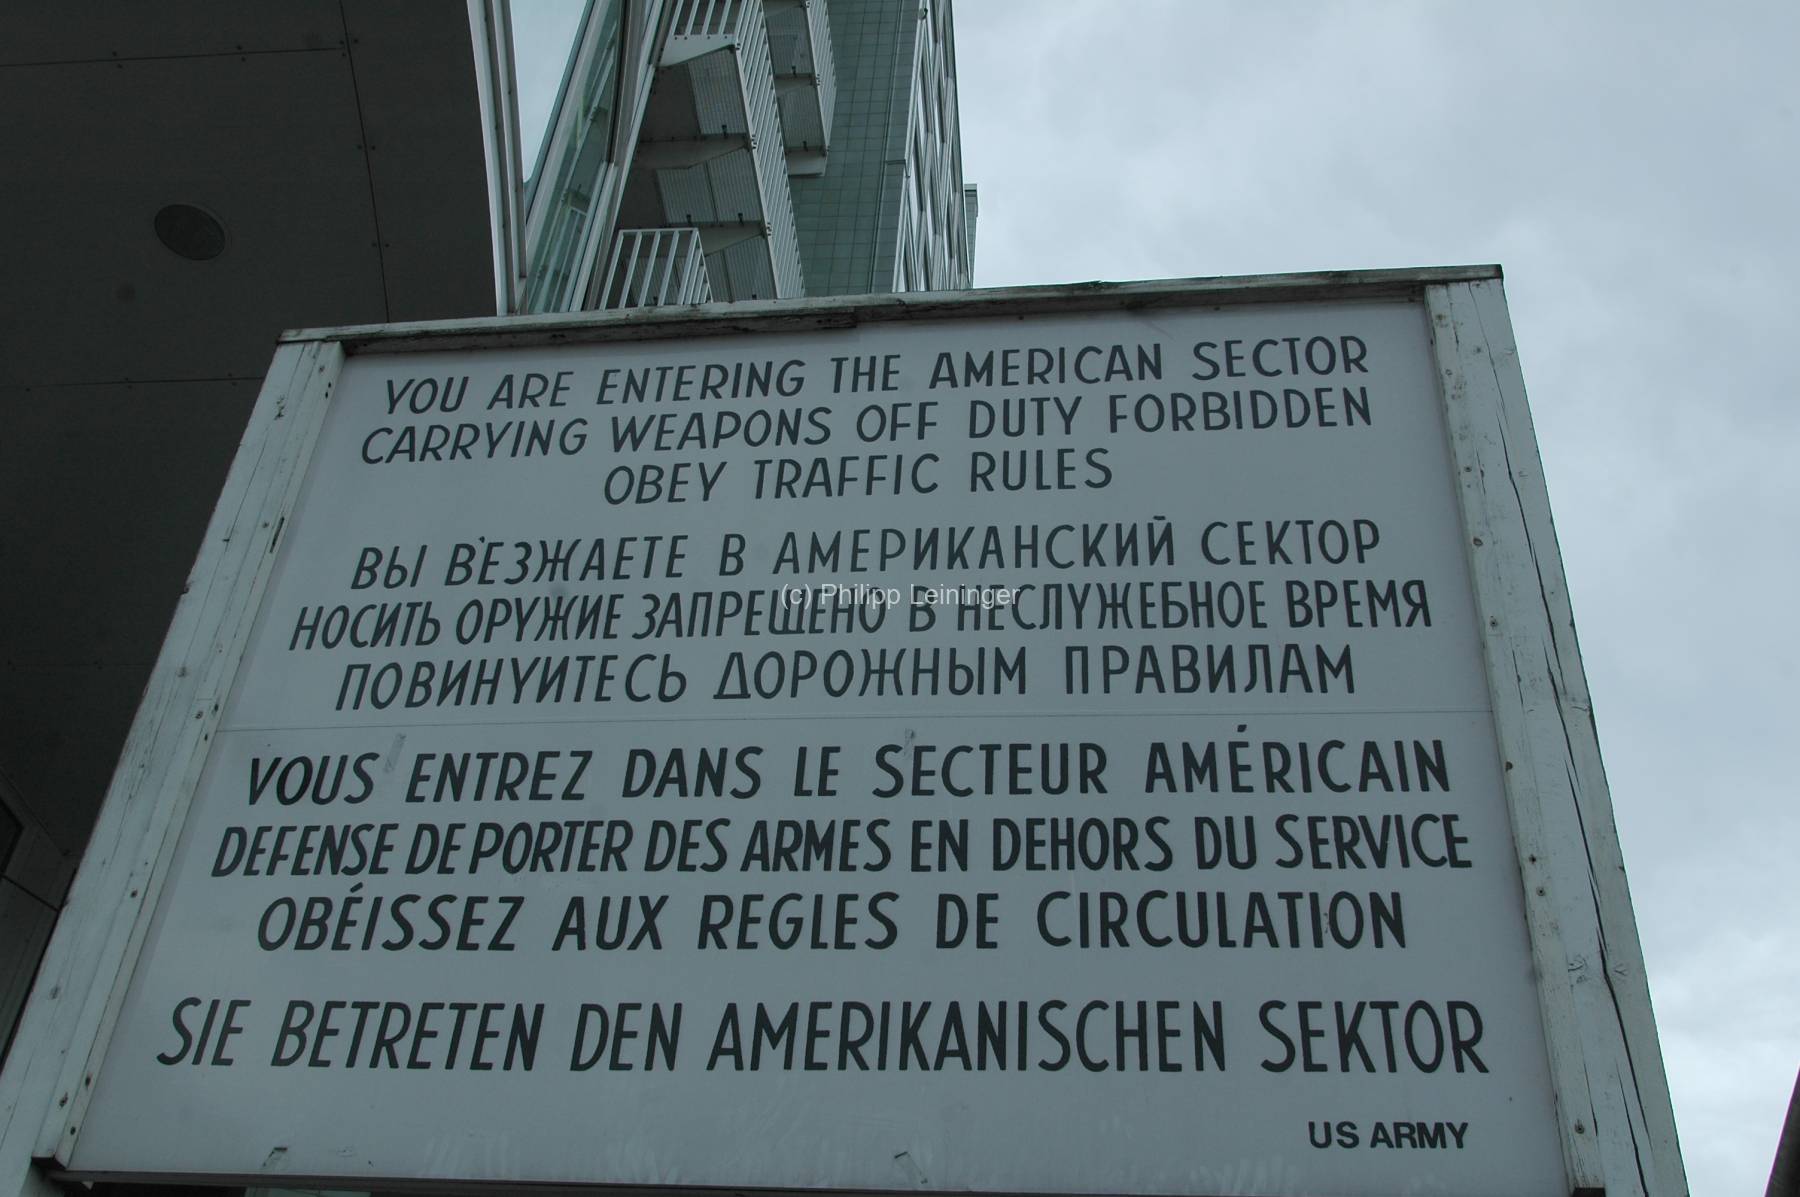 YOU ARE ENTERING THE AMERICAN SECTOR
CARRYING WEAPONS OFF DUTY FORBIDDEN
OBEY TRAFFIC RULES
ВЫ В'ЕЗЖАЕТЕ В АМЕРИКАНСКИЙ СЕКТОР
НОСИТЬ ОРУЖИЕ ЗАПРЕЩЕНО В НЕСЛУЖЕБНОЕ ВРЕМЯ
(c) Philipp Leininger
ПОВИНУИТЕСЬ ДОРОЖНЫМ ПРАВИЛАМ
VOUS ENTREZ DANS LE SECTEUR AMÉRICAIN
DEFENSE DE PORTER DES ARMES EN DEHORS DU SERVICE
OBÉISSEZ AUX REGLES DE CIRCULATION
SIE BETRETEN DEN AMERIKANISCHEN SEKTOR
US ARMY